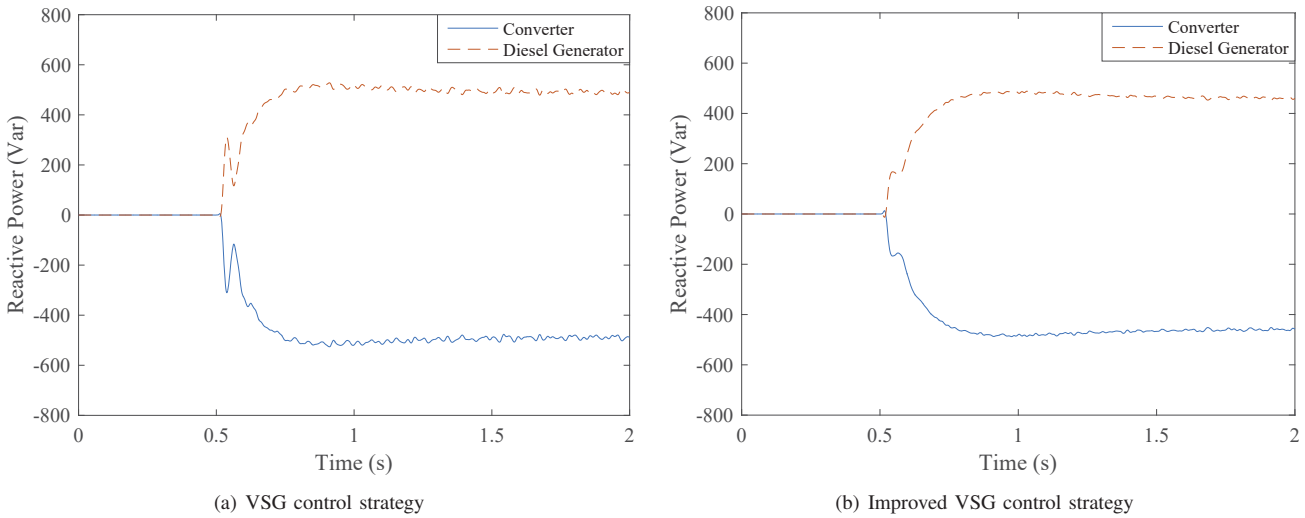 800
600
400
200
0
-200
-400
-600
-800
Reactive Power (Var)
0
0.5
1
1.5
2
Time (s)
Converter
Diesel Generator
(a) VSG control strategy
800
600
400
200
0
-200
-400
-600
-800
Reactive Power (Var)
0
0.5
1
1.5
2
Time (s)
Converter
Diesel Generator
(b) Improved VSG control strategy